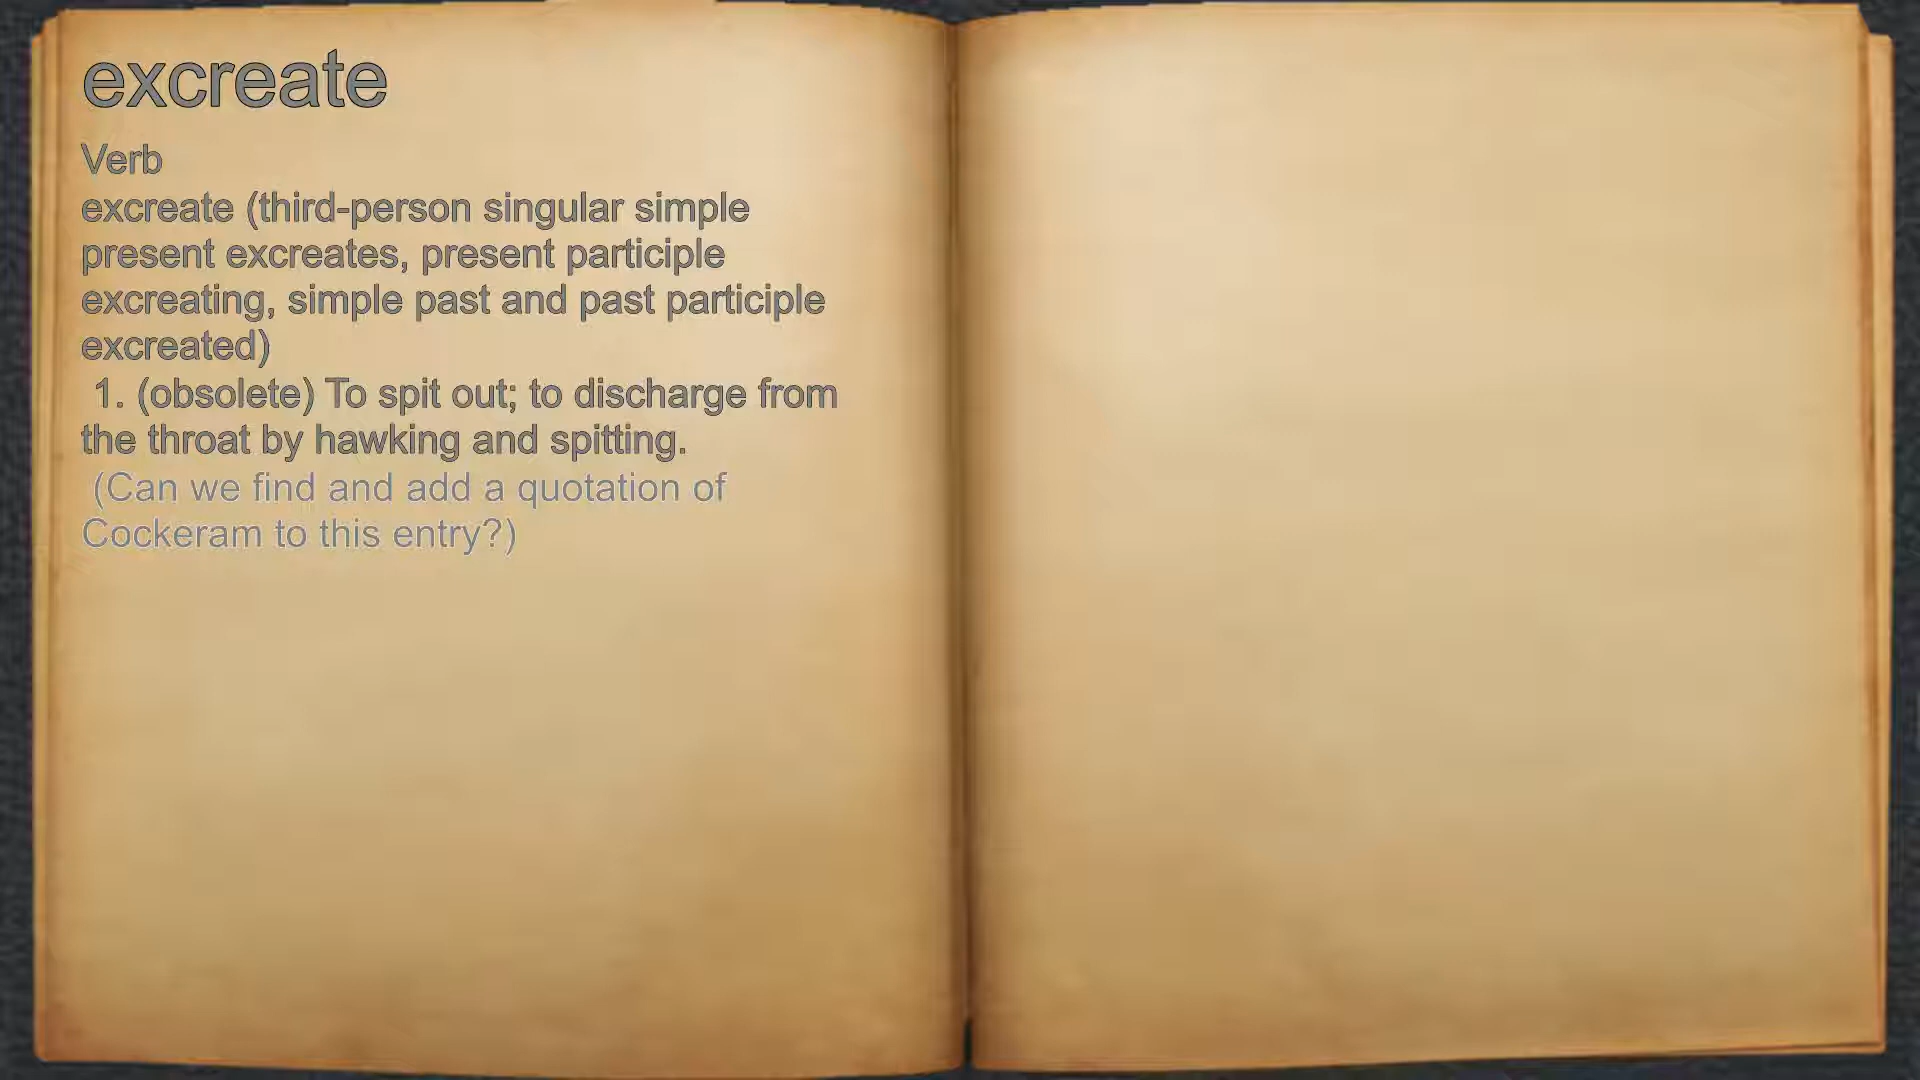 excreate
Verb
excreate (third-person singular simple
present excreates, present participle
excreating, simple past and past participle
excreated)
1. (obsolete) To spit out; to discharge from
the throat by hawking and spitting.
(Can we find and add a quotation of
Cockeram to this entry?)